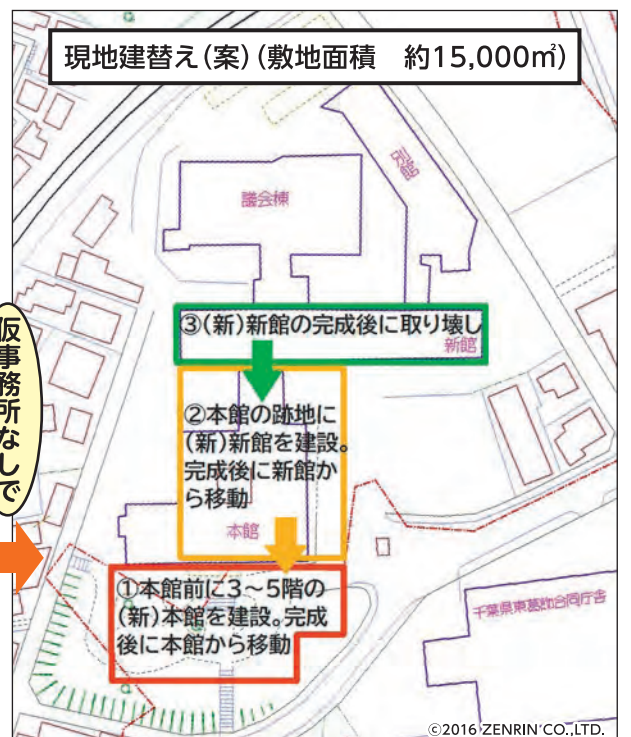 現地建替え(案)(敷地面積　約15,000㎡)
議会棟
別館
③(新)新館の完成後に取り壊し
新館
仮事務所なしで
②本館の跡地に
(新)新館を建設。
完成後に新館か
ら移動
本館
①本館前に3～5階の
(新)本館を建設。完成
後に本館から移動
千葉県東葛飾合同庁舎
©2016 ZENRIN CO.,LTD.